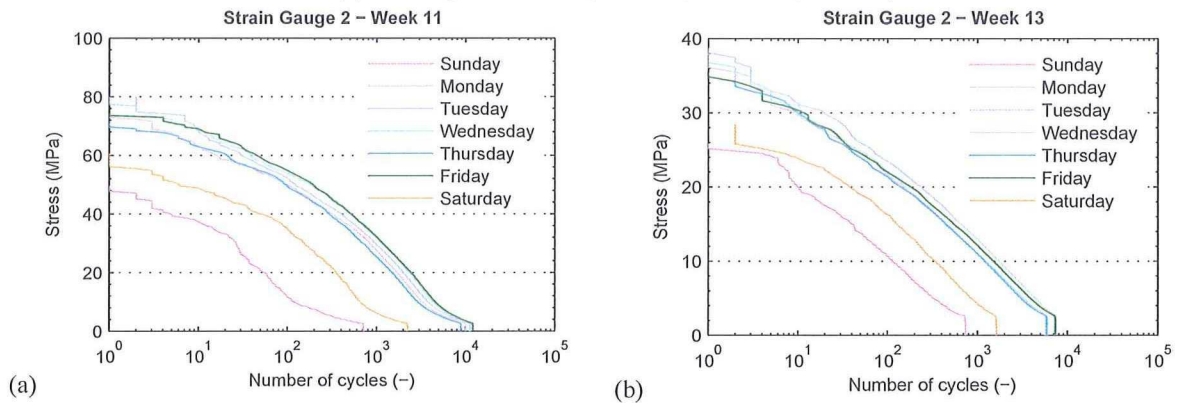 Strain Gauge 2 – Week 11
100
80
60
40
20
0
Stress (MPa)
10^0 10^1 10^2 10^3 10^4 10^5
Number of cycles (–)
Sunday
Monday
Tuesday
Wednesday
Thursday
Friday
Saturday
(a)
Strain Gauge 2 – Week 13
40
30
20
10
0
Stress (MPa)
10^0 10^1 10^2 10^3 10^4 10^5
Number of cycles (–)
Sunday
Monday
Tuesday
Wednesday
Thursday
Friday
Saturday
(b)